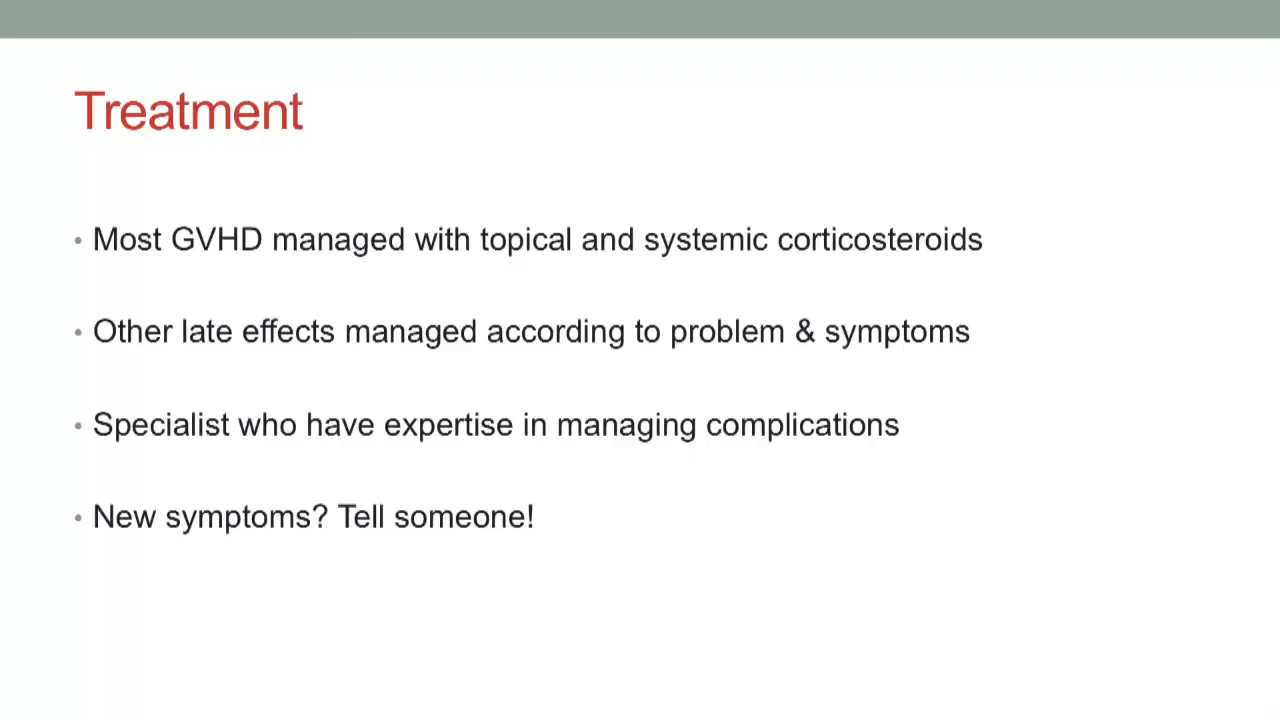 Treatment
• Most GVHD managed with topical and systemic corticosteroids
• Other late effects managed according to problem & symptoms
• Specialist who have expertise in managing complications
• New symptoms? Tell someone!